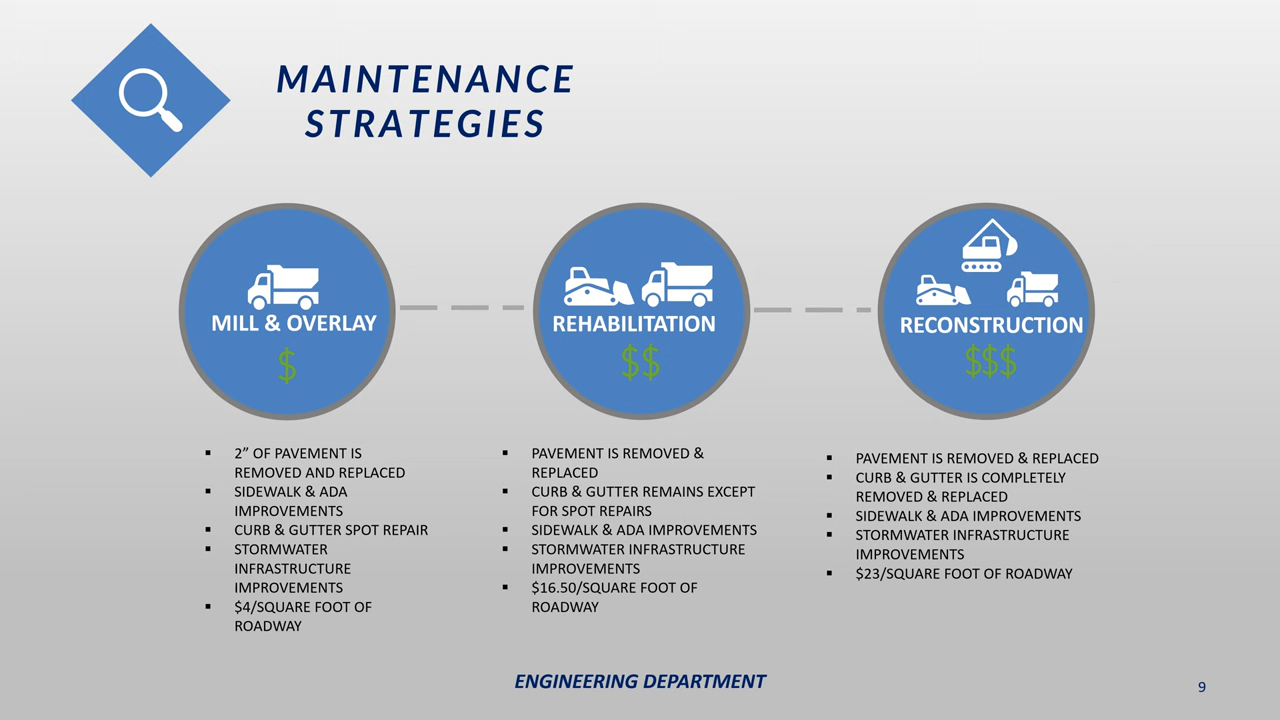 MAINTENANCE
STRATEGIES
MILL & OVERLAY
$
REHABILITATION
$$
RECONSTRUCTION
$$$
▪ 2” OF PAVEMENT IS
REMOVED AND REPLACED
▪ SIDEWALK & ADA
IMPROVEMENTS
▪ CURB & GUTTER SPOT REPAIR
▪ STORMWATER
INFRASTRUCTURE
IMPROVEMENTS
▪ $4/SQUARE FOOT OF
ROADWAY
▪ PAVEMENT IS REMOVED &
REPLACED
▪ CURB & GUTTER REMAINS EXCEPT
FOR SPOT REPAIRS
▪ SIDEWALK & ADA IMPROVEMENTS
▪ STORMWATER INFRASTRUCTURE
IMPROVEMENTS
▪ $16.50/SQUARE FOOT OF
ROADWAY
▪ PAVEMENT IS REMOVED & REPLACED
▪ CURB & GUTTER IS COMPLETELY
REMOVED & REPLACED
▪ SIDEWALK & ADA IMPROVEMENTS
▪ STORMWATER INFRASTRUCTURE
IMPROVEMENTS
▪ $23/SQUARE FOOT OF ROADWAY
ENGINEERING DEPARTMENT
9